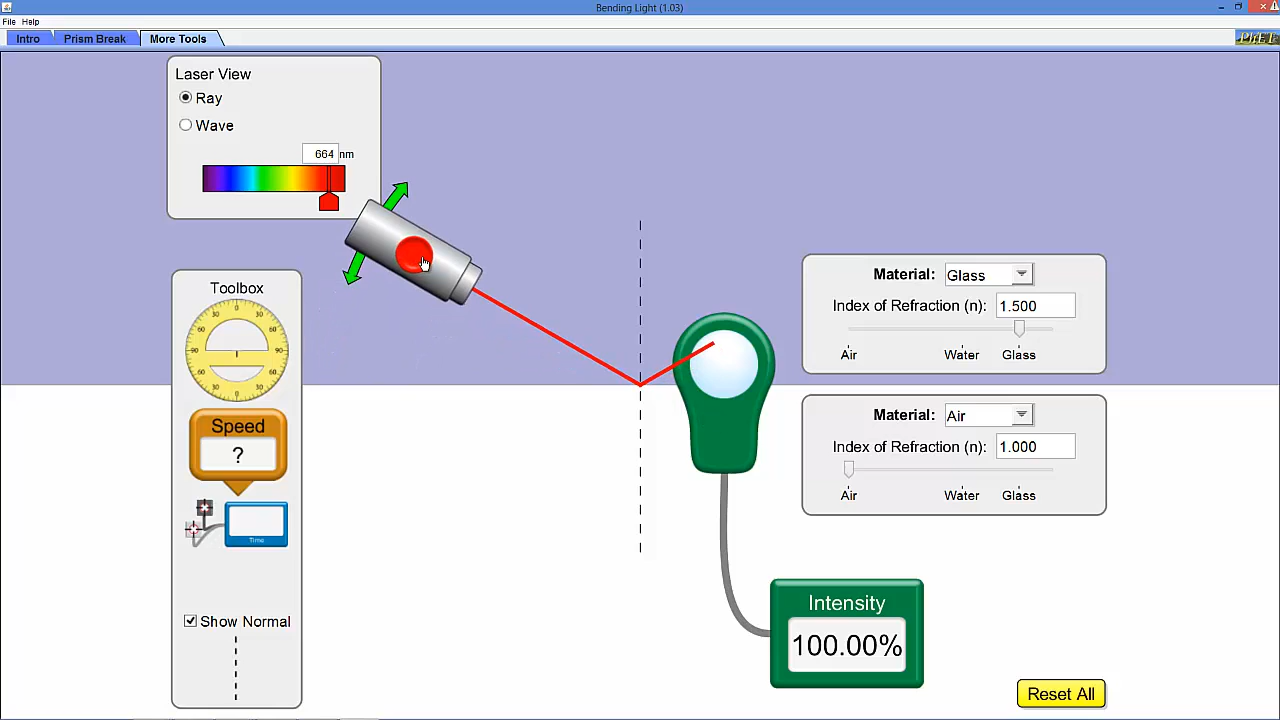 Bending Light (1.03)
File Help
Intro Prism Break More Tools
PhET
Laser View
Ray
Wave
664 nm
Toolbox
Speed
?
Time
Show Normal
Material: Glass
Index of Refraction (n): 1.500
Air Water Glass
Material: Air
Index of Refraction (n): 1.000
Air Water Glass
Intensity
100.00%
Reset All